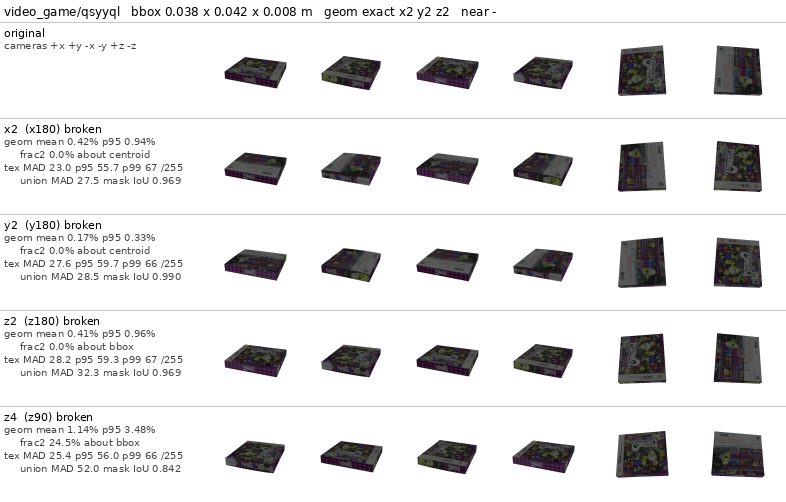 video_game/qsyyql   bbox 0.038 x 0.042 x 0.008 m   geom exact x2 y2 z2   near -
original
cameras +x +y -x -y +z -z
x2  (x180) broken
geom mean 0.42% p95 0.94%
frac2 0.0% about centroid
tex MAD 23.0 p95 55.7 p99 67 /255
union MAD 27.5 mask IoU 0.969
y2  (y180) broken
geom mean 0.17% p95 0.33%
frac2 0.0% about centroid
tex MAD 27.6 p95 59.7 p99 66 /255
union MAD 28.5 mask IoU 0.990
z2  (z180) broken
geom mean 0.41% p95 0.96%
frac2 0.0% about bbox
tex MAD 28.2 p95 59.3 p99 67 /255
union MAD 32.3 mask IoU 0.969
z4  (z90) broken
geom mean 1.14% p95 3.48%
frac2 24.5% about bbox
tex MAD 25.4 p95 56.0 p99 66 /255
union MAD 52.0 mask IoU 0.842